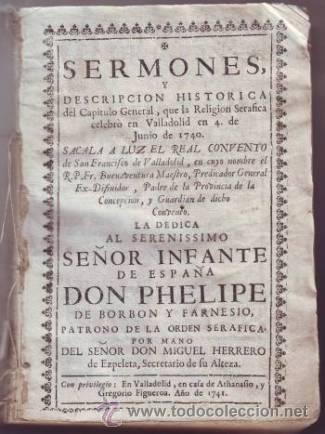 SERMONES,
Y
DESCRIPCION HISTORICA
del Capitulo General, que la Religion Serafica
celebrò en Valladolid en 4. de
Junio de 1740.
SACALA A LUZ EL REAL CONVENTO
de San Francisco de Valladolid, en cuyo nombre el
R.P.Fr. Buenaventura Maestro, Predicador General
Ex-Difinidor, Padre de la Provincia de la
Concepcion, y Guardian de dicho
Convento.
LA DEDICA
AL SERENISSIMO
SEÑOR INFANTE
DE ESPAÑA
DON PHELIPE
DE BORBON Y FARNESIO,
PATRONO DE LA ORDEN SERAFICA,
POR MANO
DEL SEÑOR DON MIGUEL HERRERO
de Ezpeleta, Secretario de su Alteza.
Con privilegio: En Valladolid, en casa de Athanasio, y
Gregorio Figueroa. Año de 1741.
todocoleccion.net